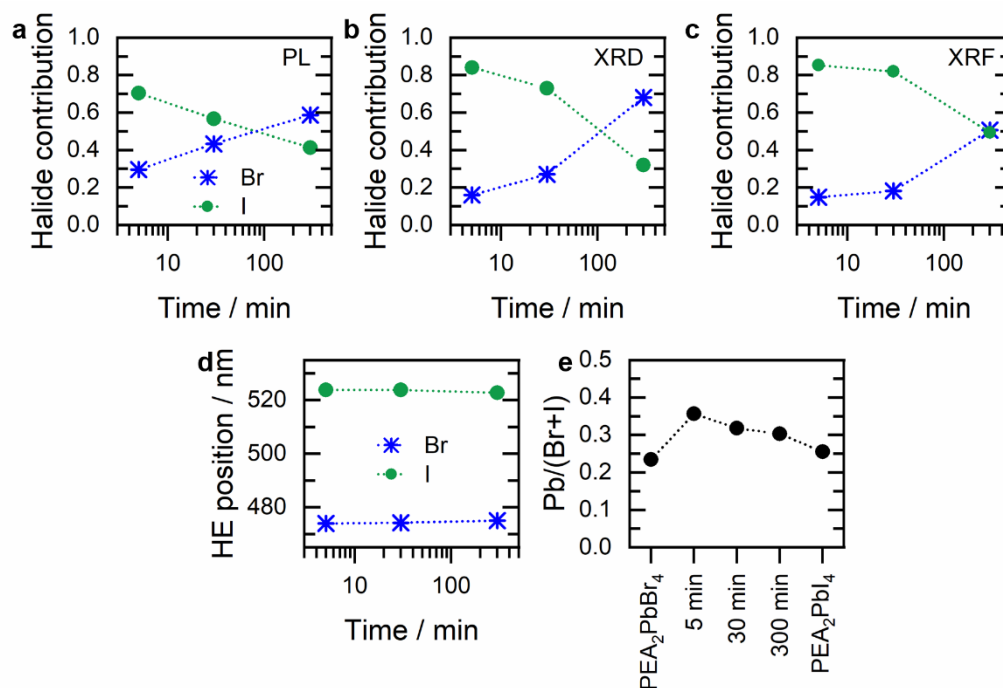 a
PL
Halide contribution
1.0
0.8
0.6
0.4
0.2
0.0
Br
I
10
100
Time / min
b
XRD
Halide contribution
1.0
0.8
0.6
0.4
0.2
0.0
10
100
Time / min
c
XRF
Halide contribution
1.0
0.8
0.6
0.4
0.2
0.0
10
100
Time / min
d
HE position / nm
520
500
480
Br
I
10
100
Time / min
e
Pb/(Br+I)
0.5
0.4
0.3
0.2
0.1
0.0
PEA₂PbBr₄
5 min
30 min
300 min
PEA₂PbI₄